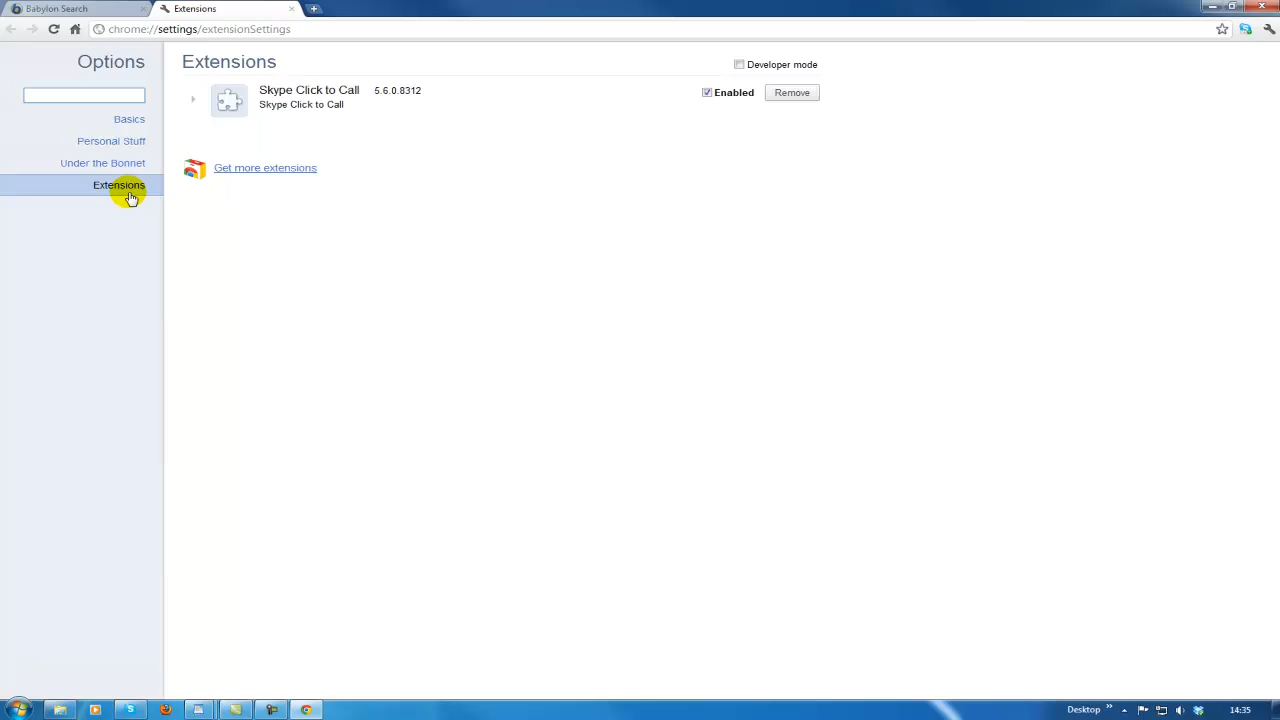 Babylon Search
Extensions
chrome://settings/extensionSettings
Options
Basics
Personal Stuff
Under the Bonnet
Extensions
Extensions
Developer mode
Skype Click to Call 5.6.0.8312
Skype Click to Call
Enabled
Remove
Get more extensions
Desktop
14:35